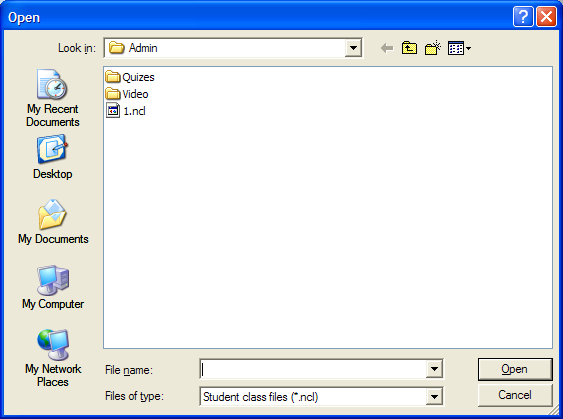 Open
Look in: Admin
My Recent
Documents
Desktop
My Documents
My Computer
My Network
Places
Quizes
Video
1.ncl
File name:
Open
Files of type: Student class files (*.ncl)
Cancel